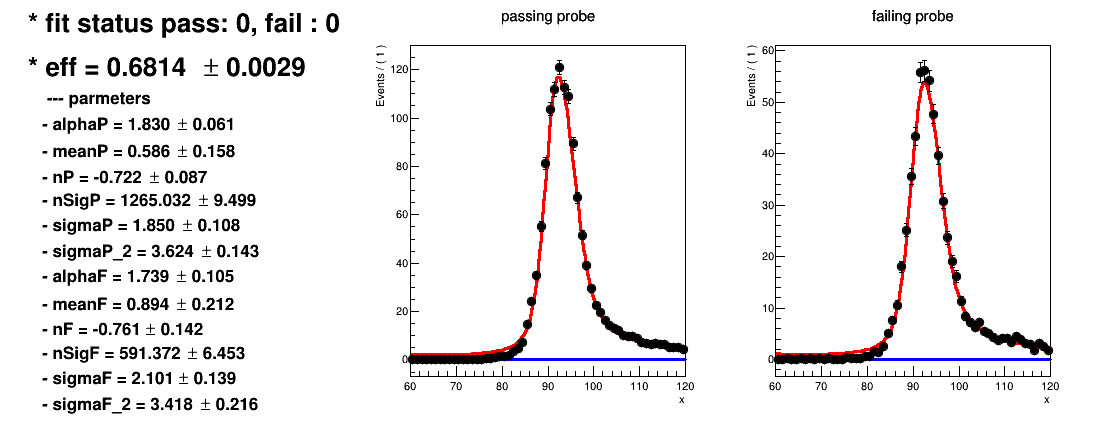 * fit status pass: 0, fail : 0
* eff = 0.6814 ± 0.0029
--- parmeters
- alphaP = 1.830 ± 0.061
- meanP = 0.586 ± 0.158
- nP = -0.722 ± 0.087
- nSigP = 1265.032 ± 9.499
- sigmaP = 1.850 ± 0.108
- sigmaP_2 = 3.624 ± 0.143
- alphaF = 1.739 ± 0.105
- meanF = 0.894 ± 0.212
- nF = -0.761 ± 0.142
- nSigF = 591.372 ± 6.453
- sigmaF = 2.101 ± 0.139
- sigmaF_2 = 3.418 ± 0.216
passing probe
Events / ( 1 )
120
100
80
60
40
20
0
60 70 80 90 100 110 120
x
failing probe
Events / ( 1 )
60
50
40
30
20
10
0
60 70 80 90 100 110 120
x